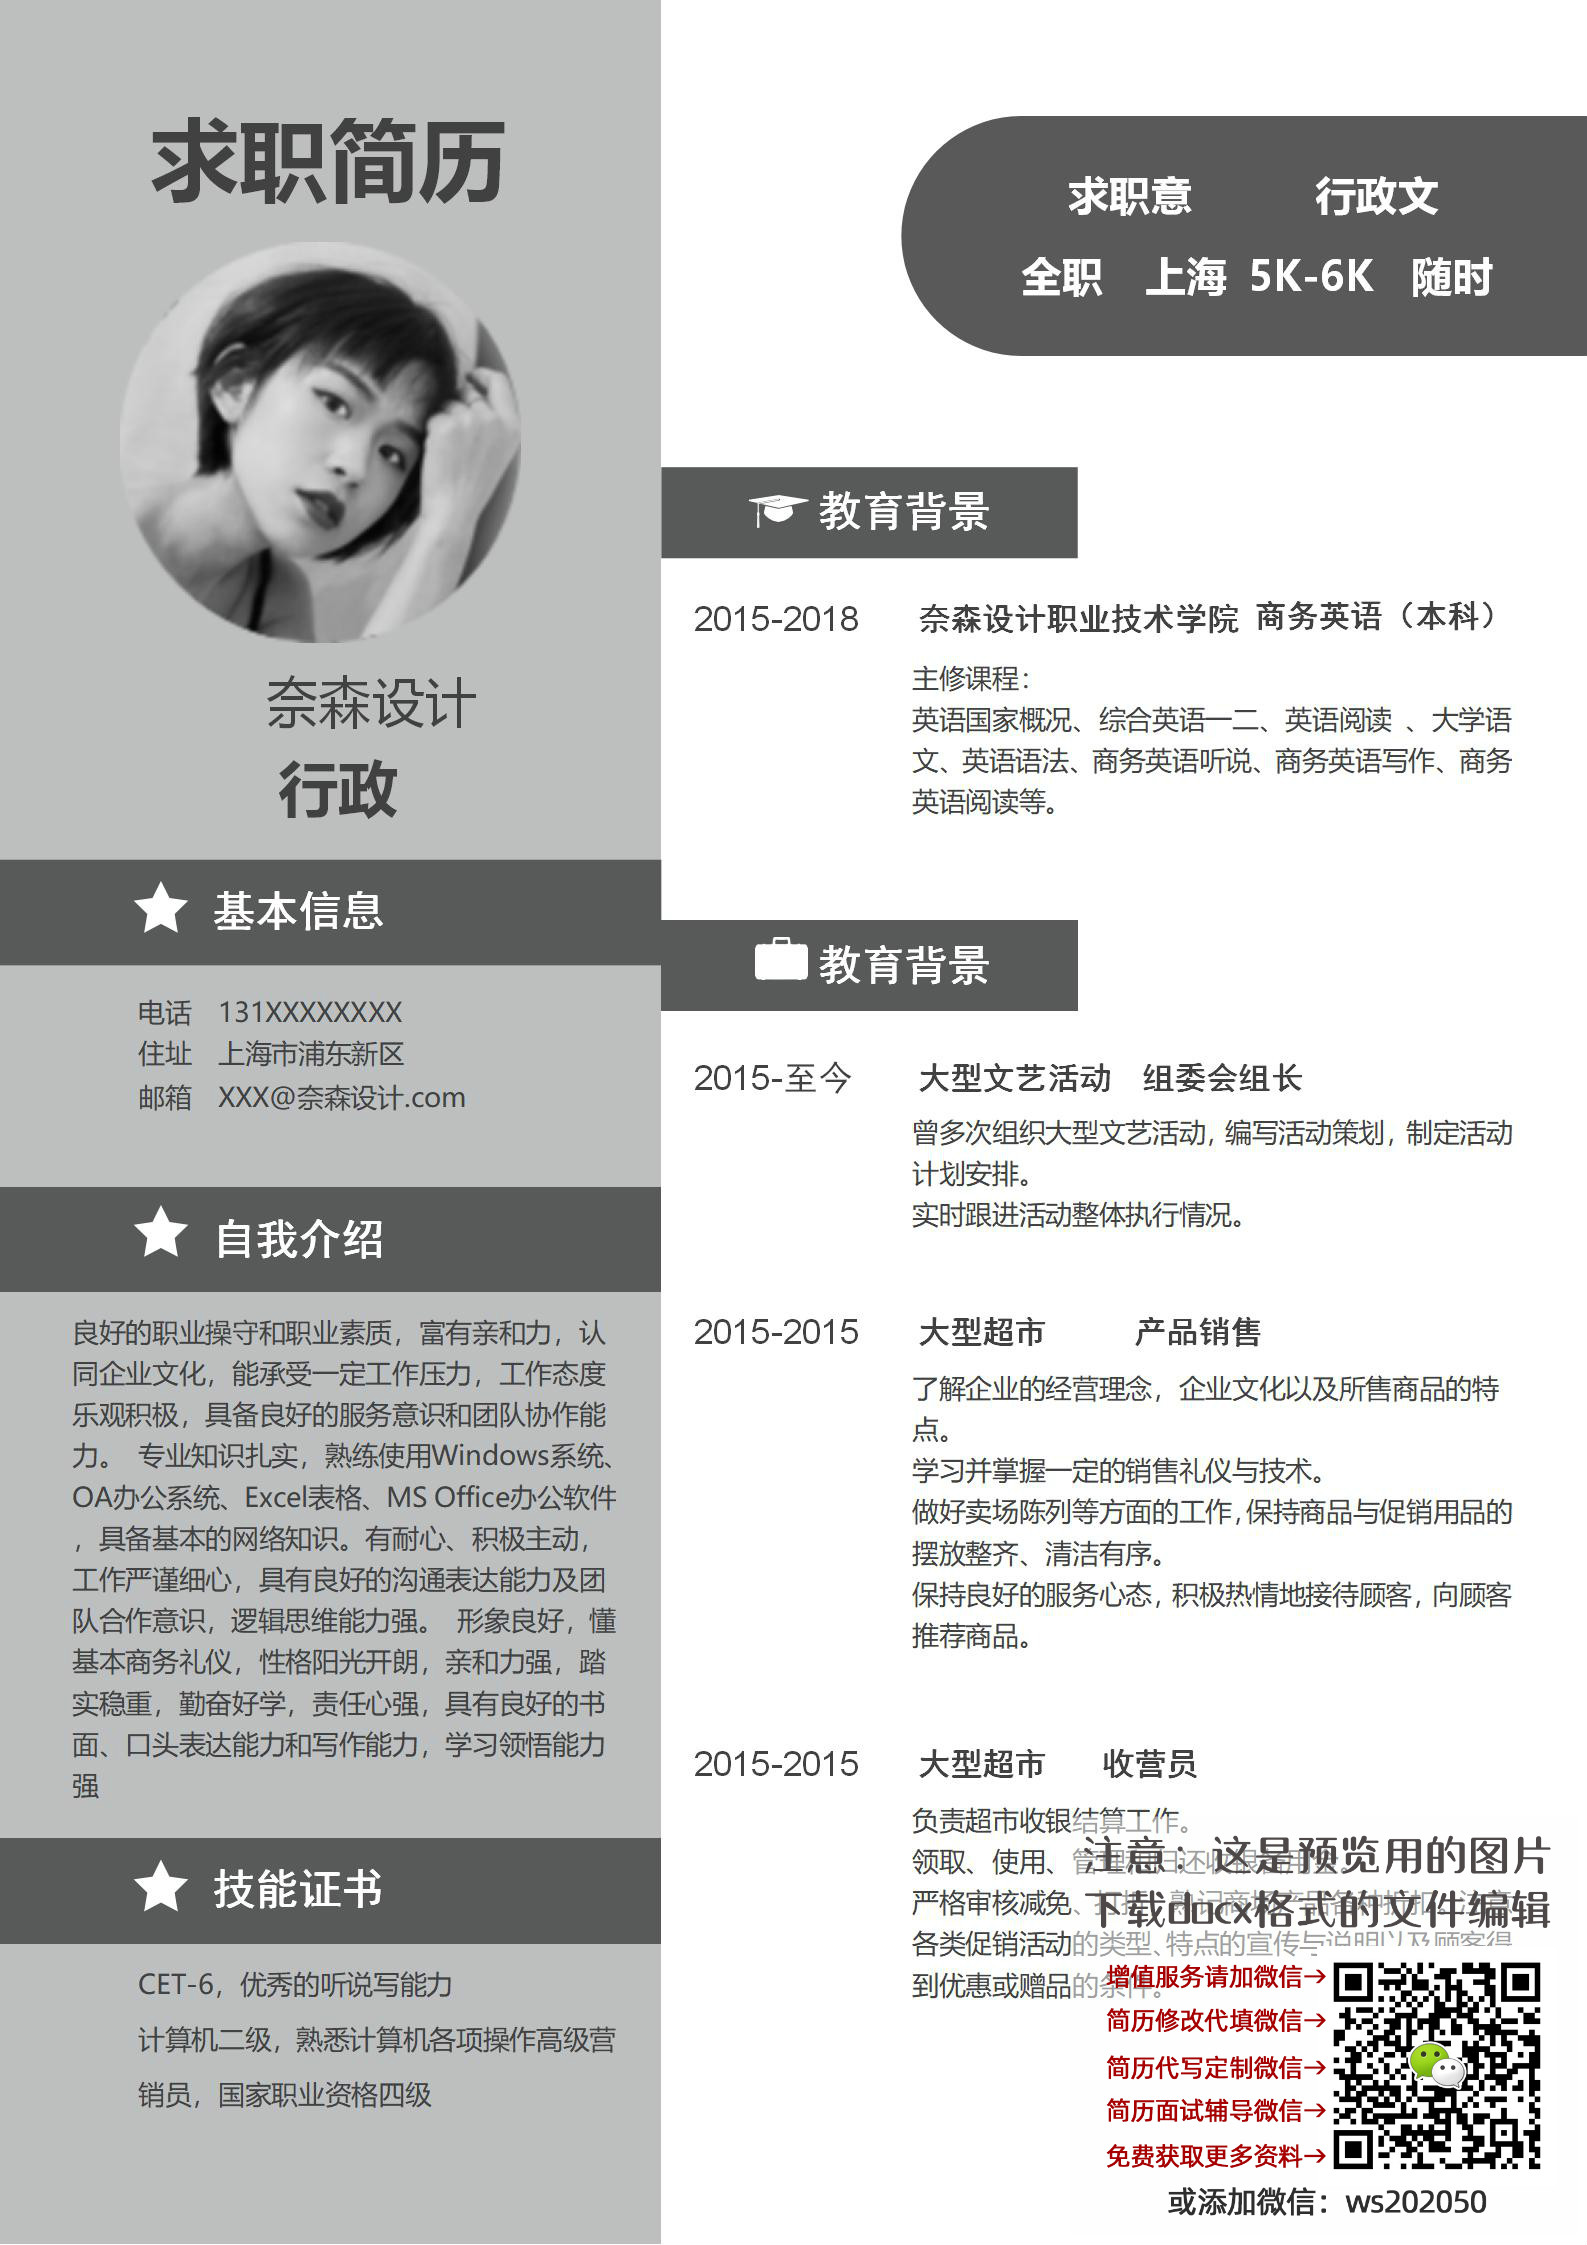 求职简历
奈森设计
行政
基本信息
电话 131XXXXXXXX
住址 上海市浦东新区
邮箱 XXX@奈森设计.com
自我介绍
良好的职业操守和职业素质，富有亲和力，认
同企业文化，能承受一定工作压力，工作态度
乐观积极，具备良好的服务意识和团队协作能
力。 专业知识扎实，熟练使用Windows系统、
OA办公系统、Excel表格、MS Office办公软件
，具备基本的网络知识。有耐心、积极主动，
工作严谨细心，具有良好的沟通表达能力及团
队合作意识，逻辑思维能力强。 形象良好，懂
基本商务礼仪，性格阳光开朗，亲和力强，踏
实稳重，勤奋好学，责任心强，具有良好的书
面、口头表达能力和写作能力，学习领悟能力
强
技能证书
CET-6，优秀的听说写能力
计算机二级，熟悉计算机各项操作高级营
销员，国家职业资格四级
求职意 行政文
全职 上海 5K-6K 随时
教育背景
2015-2018 奈森设计职业技术学院 商务英语（本科）
主修课程：
英语国家概况、综合英语一二、英语阅读 、大学语
文、英语语法、商务英语听说、商务英语写作、商务
英语阅读等。
教育背景
2015-至今 大型文艺活动 组委会组长
曾多次组织大型文艺活动，编写活动策划，制定活动
计划安排。
实时跟进活动整体执行情况。
2015-2015 大型超市 产品销售
了解企业的经营理念，企业文化以及所售商品的特
点。
学习并掌握一定的销售礼仪与技术。
做好卖场陈列等方面的工作，保持商品与促销用品的
摆放整齐、清洁有序。
保持良好的服务心态，积极热情地接待顾客，向顾客
推荐商品。
2015-2015 大型超市 收营员
负责超市收银结算工作。
领取、使用、管理和归还收银备用金。
严格审核减免、打折，熟记商场产品各种折扣。注意
各类促销活动的类型、特点的宣传与说明以及顾客得
到优惠或赠品的条件。
注意：这是预览用的图片
下载docx格式的文件编辑
增值服务请加微信→
简历修改代填微信→
简历代写定制微信→
简历面试辅导微信→
免费获取更多资料→
或添加微信：ws202050